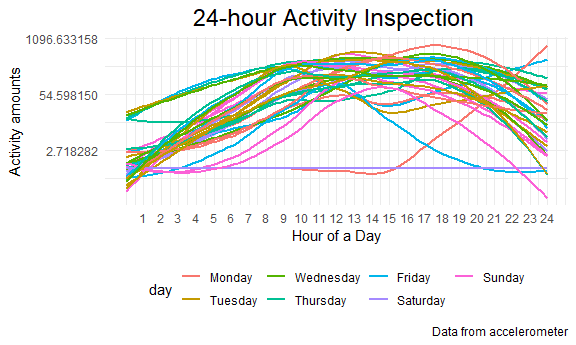 24-hour Activity Inspection
Activity amounts
1096.633158
54.598150
2.718282
1 2 3 4 5 6 7 8 9 10 11 12 13 14 15 16 17 18 19 20 21 22 23 24
Hour of a Day
day
Monday Wednesday Friday Sunday
Tuesday Thursday Saturday
Data from accelerometer